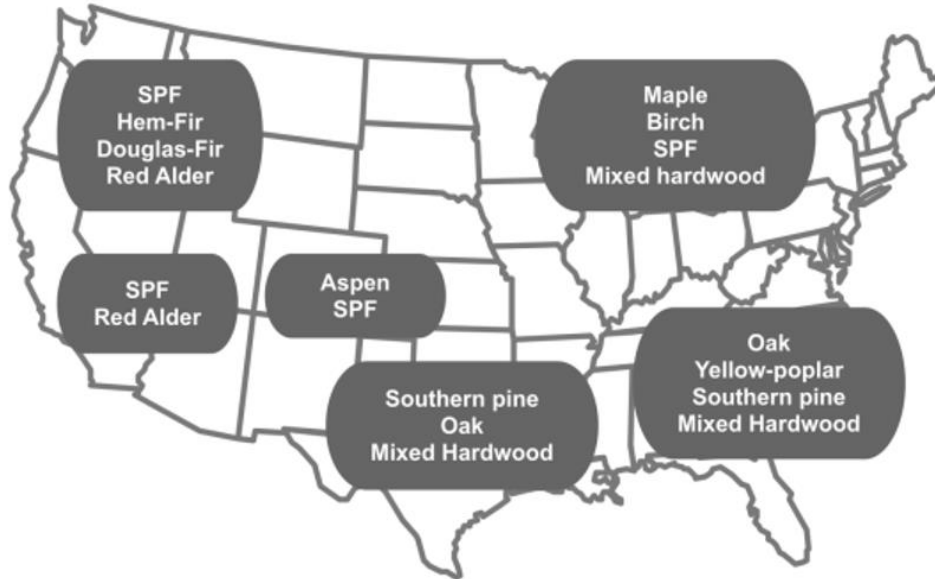 SPF
Hem-Fir
Douglas-Fir
Red Alder
Maple
Birch
SPF
Mixed hardwood
SPF
Red Alder
Aspen
SPF
Southern pine
Oak
Mixed Hardwood
Oak
Yellow-poplar
Southern pine
Mixed Hardwood